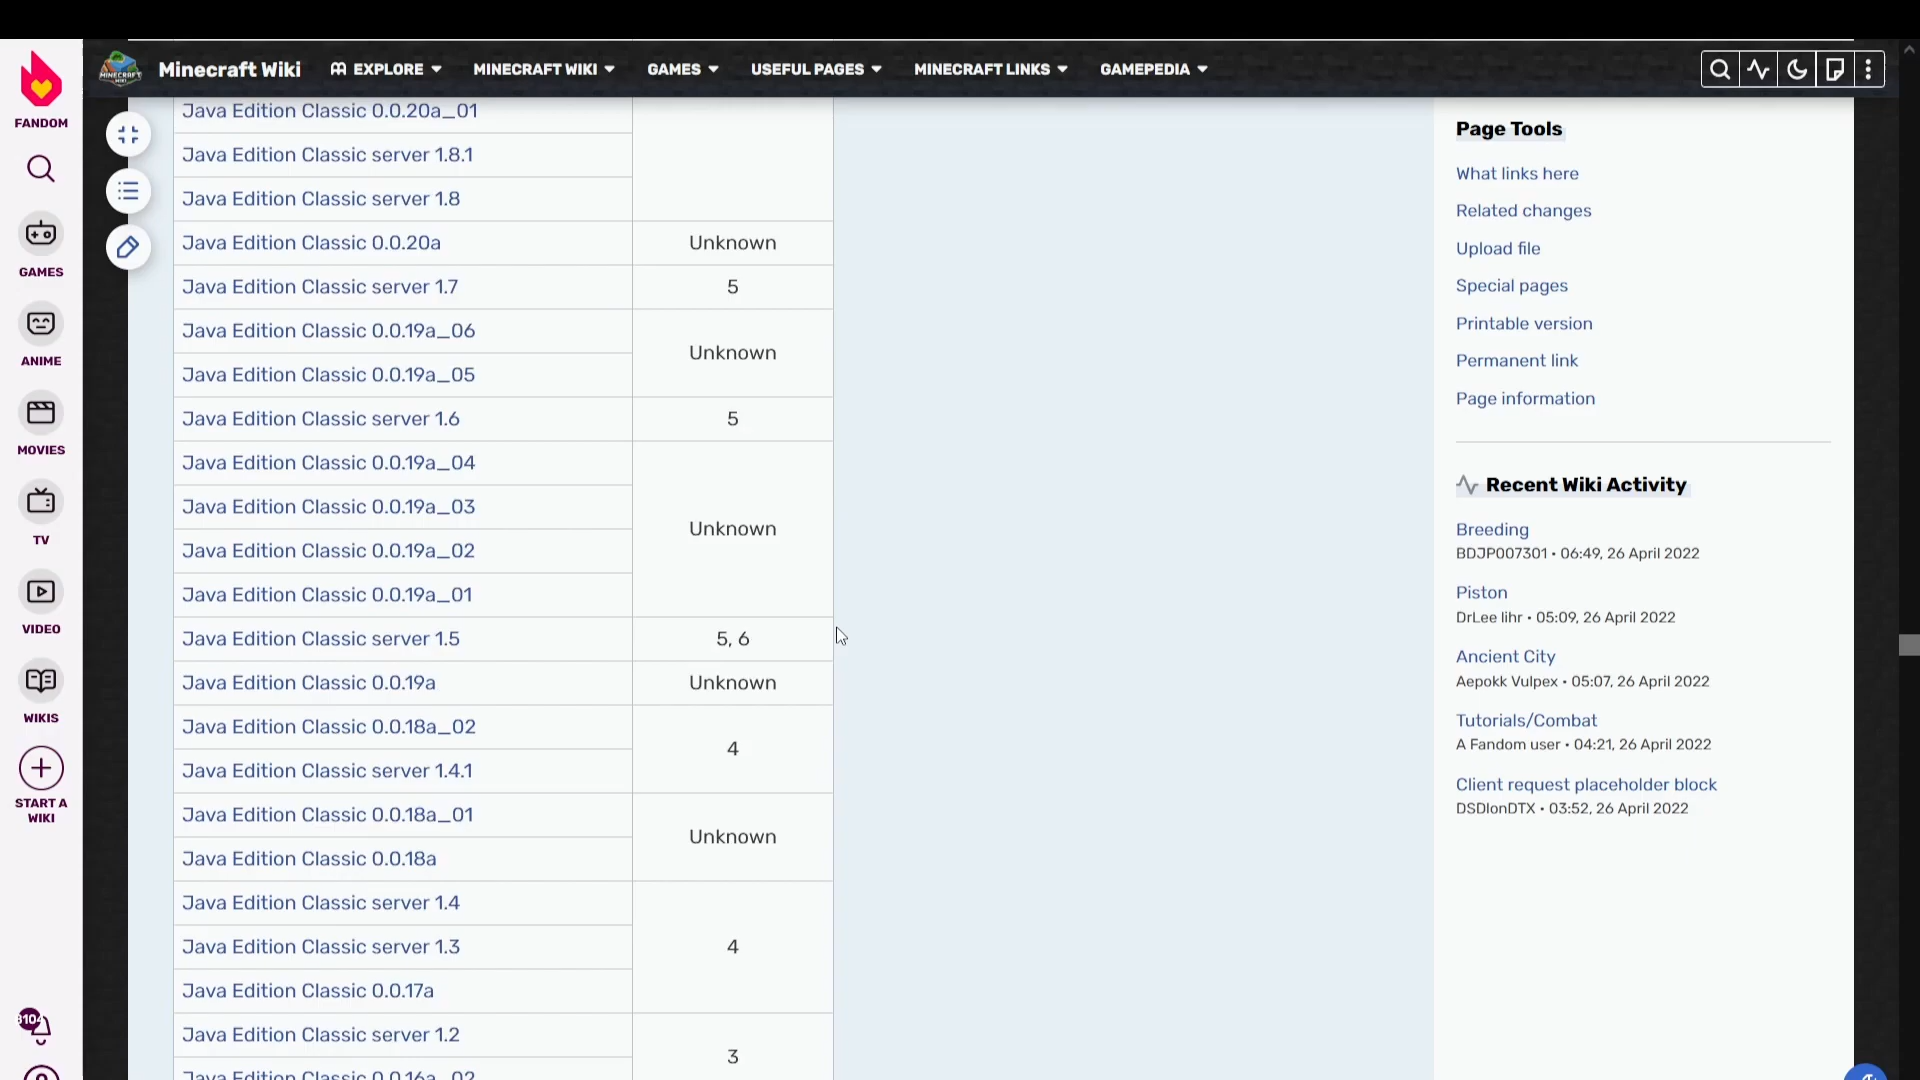 Minecraft Wiki
EXPLORE
MINECRAFT WIKI
GAMES
USEFUL PAGES
MINECRAFT LINKS
GAMEPEDIA
FANDOM
GAMES
ANIME
MOVIES
TV
VIDEO
WIKIS
START A
WIKI
Java Edition Classic 0.0.20a_01
Java Edition Classic server 1.8.1
Java Edition Classic server 1.8
Java Edition Classic 0.0.20a Unknown
Java Edition Classic server 1.7 5
Java Edition Classic 0.0.19a_06
Unknown
Java Edition Classic 0.0.19a_05
Java Edition Classic server 1.6 5
Java Edition Classic 0.0.19a_04
Java Edition Classic 0.0.19a_03
Unknown
Java Edition Classic 0.0.19a_02
Java Edition Classic 0.0.19a_01
Java Edition Classic server 1.5 5, 6
Java Edition Classic 0.0.19a Unknown
Java Edition Classic 0.0.18a_02
4
Java Edition Classic server 1.4.1
Java Edition Classic 0.0.18a_01
Unknown
Java Edition Classic 0.0.18a
Java Edition Classic server 1.4
Java Edition Classic server 1.3 4
Java Edition Classic 0.0.17a
Java Edition Classic server 1.2
3
Java Edition Classic 0.0.16a_02
Page Tools
What links here
Related changes
Upload file
Special pages
Printable version
Permanent link
Page information
Recent Wiki Activity
Breeding
BDJP007301 • 06:49, 26 April 2022
Piston
DrLee lihr • 05:09, 26 April 2022
Ancient City
Aepokk Vulpex • 05:07, 26 April 2022
Tutorials/Combat
A Fandom user • 04:21, 26 April 2022
Client request placeholder block
DSDIonDTX • 03:52, 26 April 2022